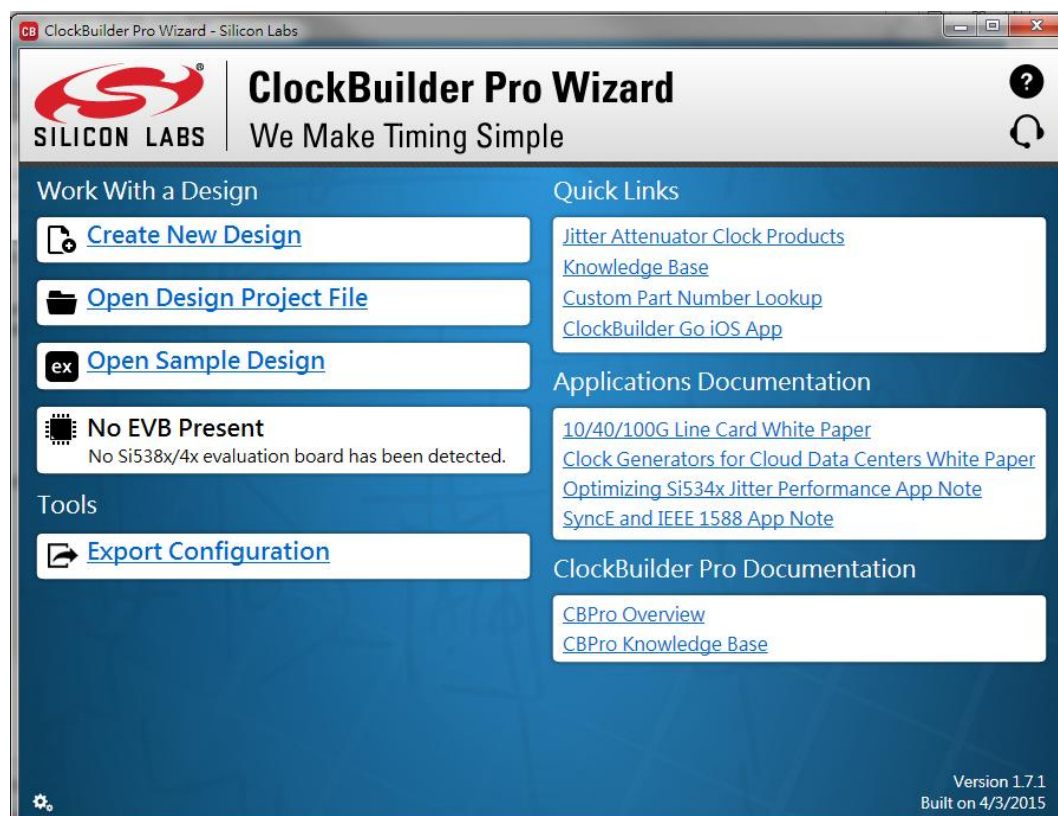 CB ClockBuilder Pro Wizard - Silicon Labs
SILICON LABS
ClockBuilder Pro Wizard
We Make Timing Simple
?
Work With a Design
Create New Design
Open Design Project File
ex Open Sample Design
No EVB Present
No Si538x/4x evaluation board has been detected.
Tools
Export Configuration
Quick Links
Jitter Attenuator Clock Products
Knowledge Base
Custom Part Number Lookup
ClockBuilder Go iOS App
Applications Documentation
10/40/100G Line Card White Paper
Clock Generators for Cloud Data Centers White Paper
Optimizing Si534x Jitter Performance App Note
SyncE and IEEE 1588 App Note
ClockBuilder Pro Documentation
CBPro Overview
CBPro Knowledge Base
Version 1.7.1
Built on 4/3/2015